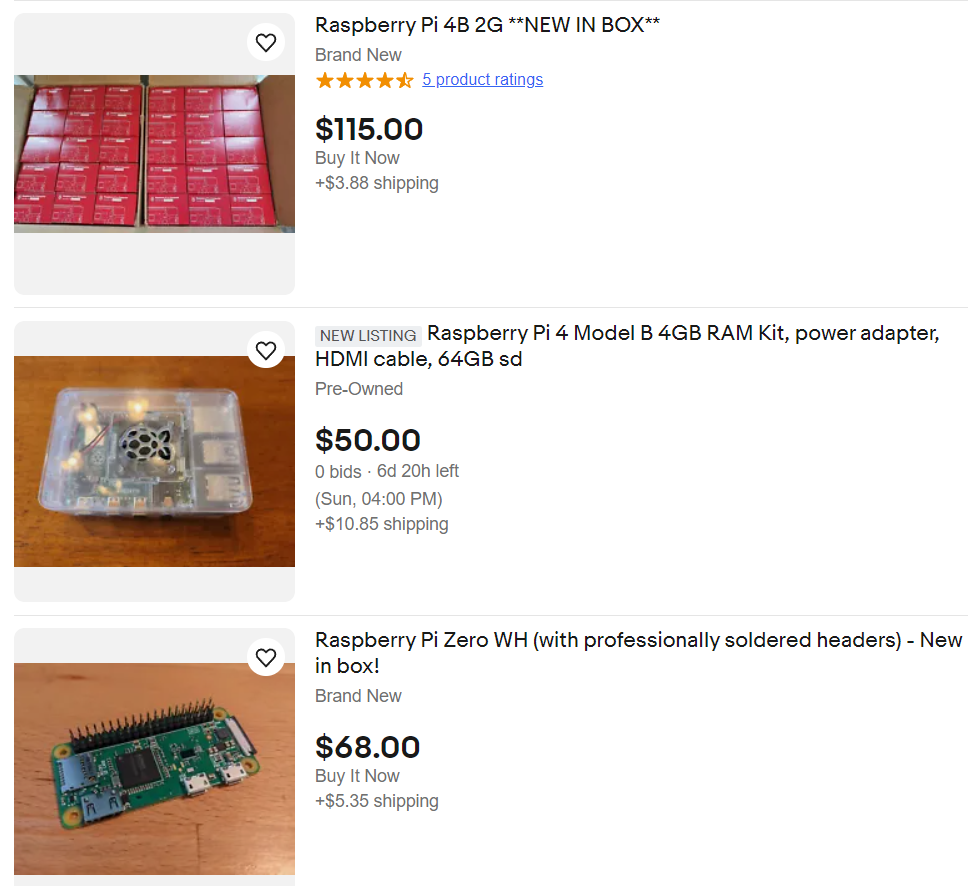 Raspberry Pi 4B 2G **NEW IN BOX**
Brand New
5 product ratings
$115.00
Buy It Now
+$3.88 shipping
NEW LISTING Raspberry Pi 4 Model B 4GB RAM Kit, power adapter,
HDMI cable, 64GB sd
Pre-Owned
$50.00
0 bids · 6d 20h left
(Sun, 04:00 PM)
+$10.85 shipping
Raspberry Pi Zero WH (with professionally soldered headers) - New
in box!
Brand New
$68.00
Buy It Now
+$5.35 shipping